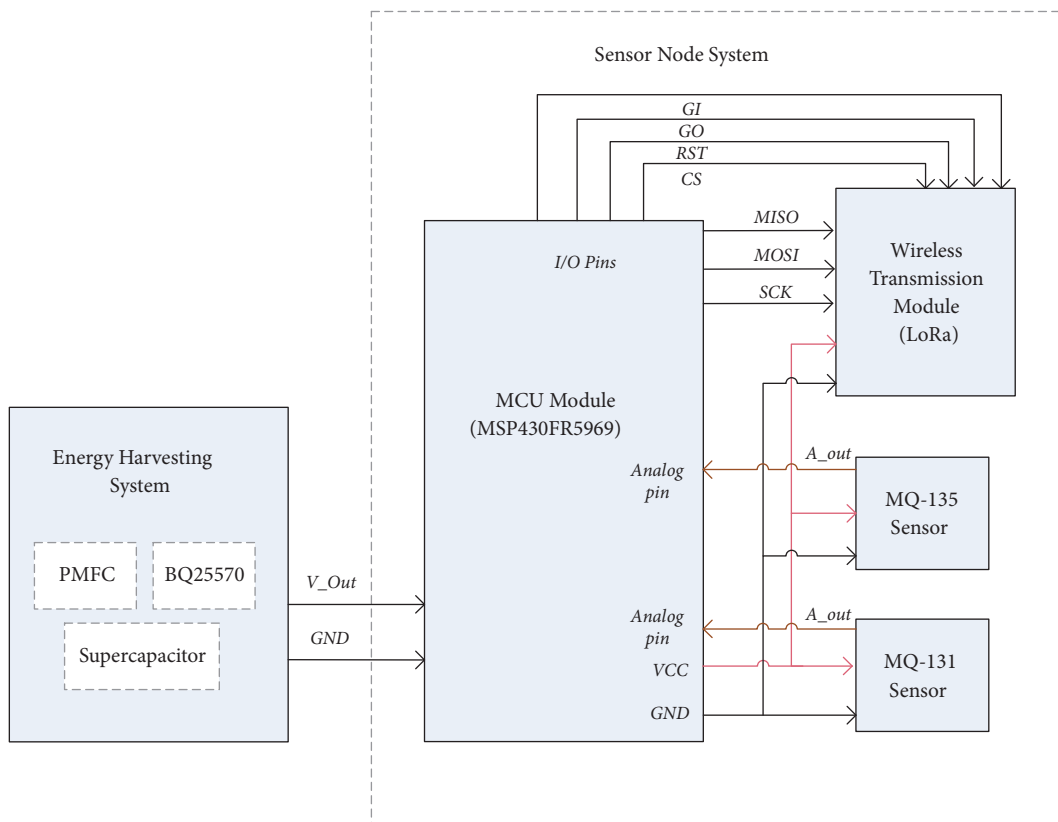 Sensor Node System
GI
GO
RST
CS
MISO
MOSI
SCK
I/O Pins
Wireless
Transmission
Module
(LoRa)
MCU Module
(MSP430FR5969)
Energy Harvesting
System
PMFC
BQ25570
Supercapacitor
V_Out
GND
Analog
pin
A_out
MQ-135
Sensor
Analog
pin
A_out
VCC
GND
MQ-131
Sensor